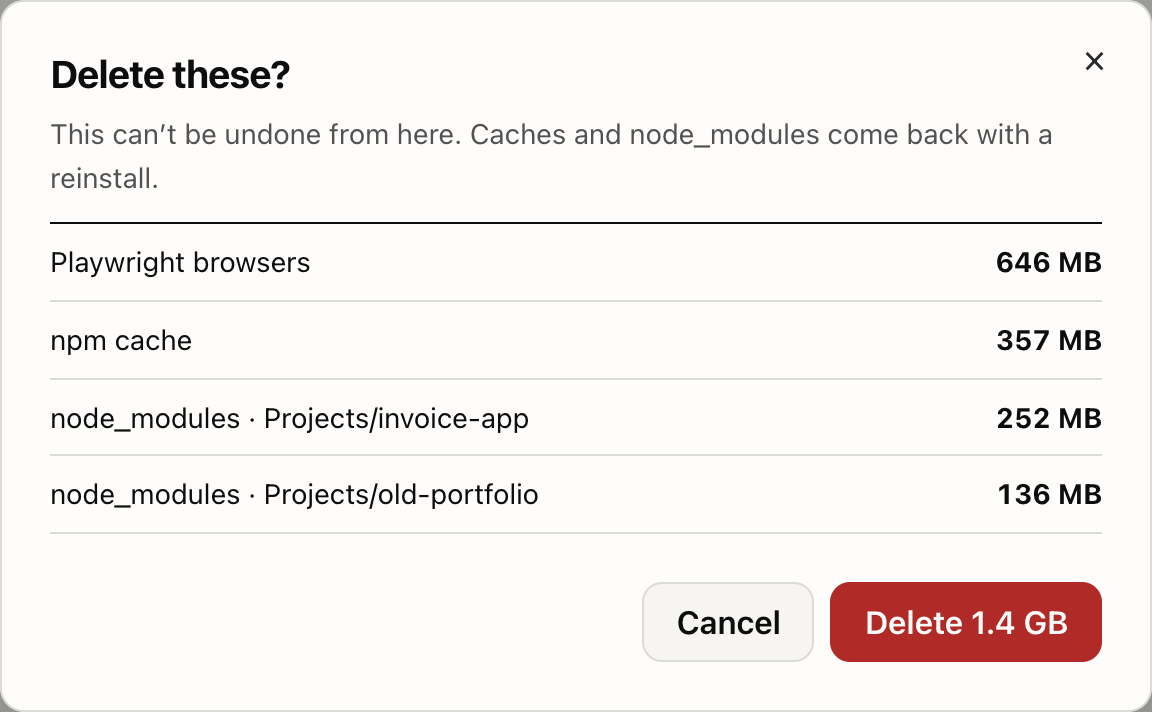 Delete these?
This can’t be undone from here. Caches and node_modules come back with a
reinstall.
Playwright browsers 646 MB
npm cache 357 MB
node_modules · Projects/invoice-app 252 MB
node_modules · Projects/old-portfolio 136 MB
Cancel Delete 1.4 GB